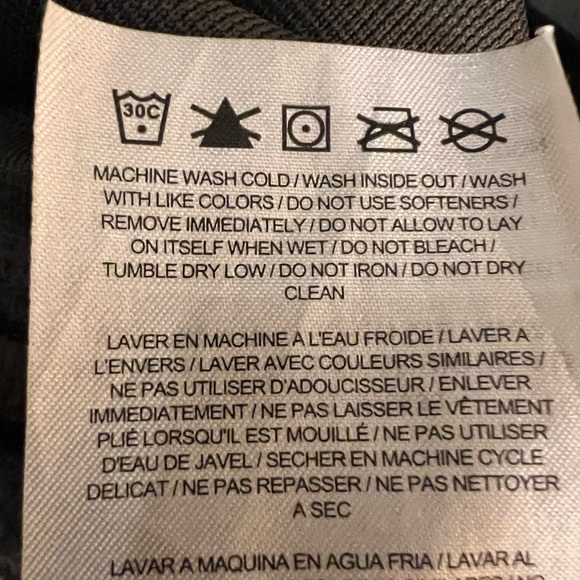 30C
MACHINE WASH COLD / WASH INSIDE OUT / WASH
WITH LIKE COLORS / DO NOT USE SOFTENERS /
REMOVE IMMEDIATELY / DO NOT ALLOW TO LAY
ON ITSELF WHEN WET / DO NOT BLEACH /
TUMBLE DRY LOW / DO NOT IRON / DO NOT DRY
CLEAN
LAVER EN MACHINE A L'EAU FROIDE / LAVER A
L'ENVERS / LAVER AVEC COULEURS SIMILAIRES /
NE PAS UTILISER D'ADOUCISSEUR / ENLEVER
IMMEDIATEMENT / NE PAS LAISSER LE VÊTEMENT
PLIÉ LORSQU'IL EST MOUILLÉ / NE PAS UTILISER
D'EAU DE JAVEL / SECHER EN MACHINE CYCLE
DELICAT / NE PAS REPASSER / NE PAS NETTOYER
A SEC
LAVAR A MAQUINA EN AGUA FRIA / LAVAR AL